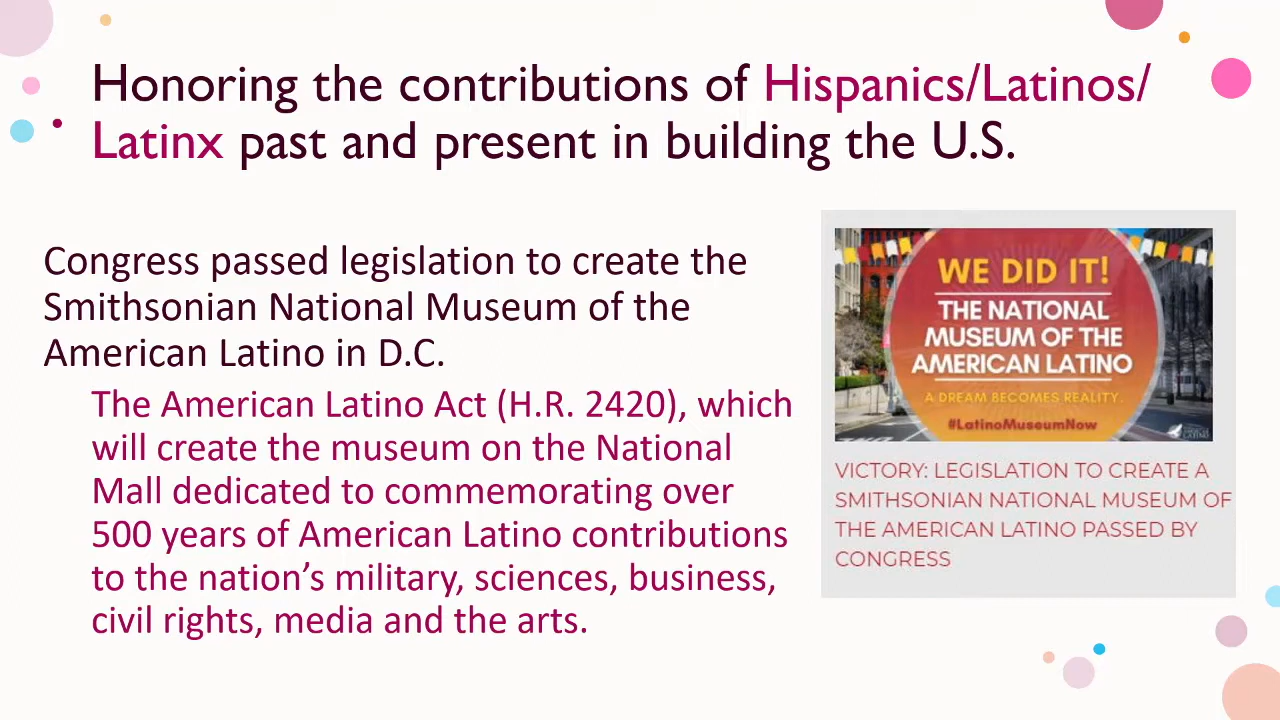 Honoring the contributions of Hispanics/Latinos/
Latinx past and present in building the U.S.
Congress passed legislation to create the
Smithsonian National Museum of the
American Latino in D.C.
The American Latino Act (H.R. 2420), which
will create the museum on the National
Mall dedicated to commemorating over
500 years of American Latino contributions
to the nation’s military, sciences, business,
civil rights, media and the arts.
WE DID IT!
THE NATIONAL
MUSEUM OF THE
AMERICAN LATINO
A DREAM BECOMES REALITY.
#LatinoMuseumNow
VICTORY: LEGISLATION TO CREATE A
SMITHSONIAN NATIONAL MUSEUM OF
THE AMERICAN LATINO PASSED BY
CONGRESS